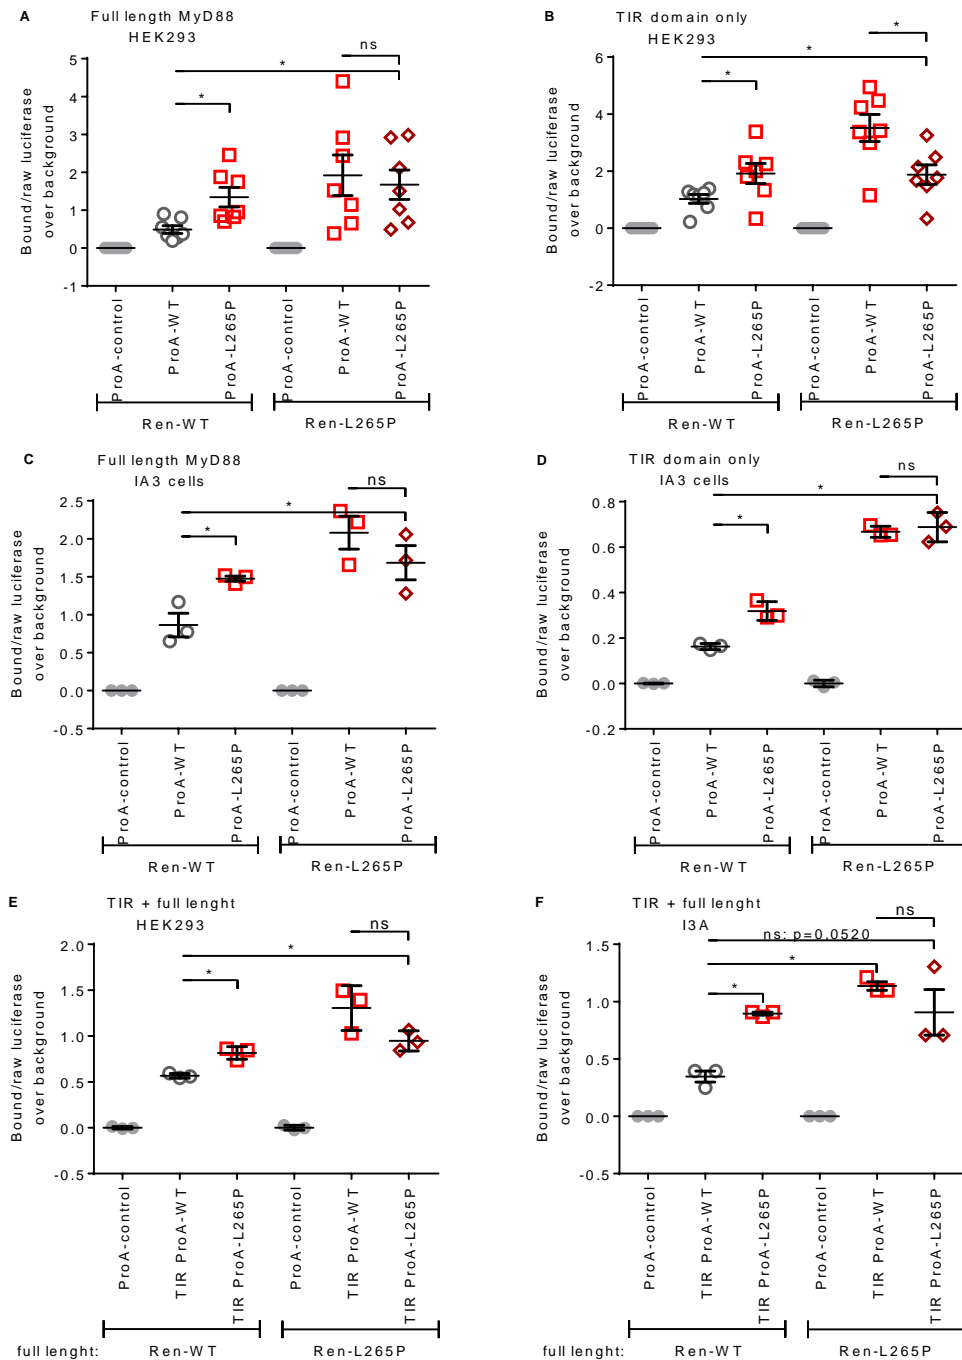 A
Full length MyD88
HEK293
Bound/raw luciferase
over background
5
4
3
2
1
0
-1
*
*
ns
ProA-control
ProA-WT
ProA-L265P
ProA-control
ProA-WT
ProA-L265P
Ren-WT
Ren-L265P
B
TIR domain only
HEK293
Bound/raw luciferase
over background
6
4
2
0
-2
*
*
*
ProA-control
ProA-WT
ProA-L265P
ProA-control
ProA-WT
ProA-L265P
Ren-WT
Ren-L265P
C
Full length MyD88
IA3 cells
Bound/raw luciferase
over background
2.5
2.0
1.5
1.0
0.5
0.0
-0.5
*
*
ns
ProA-control
ProA-WT
ProA-L265P
ProA-control
ProA-WT
ProA-L265P
Ren-WT
Ren-L265P
D
TIR domain only
IA3 cells
Bound/raw luciferase
over background
0.8
0.6
0.4
0.2
0.0
-0.2
*
*
ns
ProA-control
ProA-WT
ProA-L265P
ProA-control
ProA-WT
ProA-L265P
Ren-WT
Ren-L265P
E
TIR + full lenght
HEK293
Bound/raw luciferase
over background
2.0
1.5
1.0
0.5
0.0
-0.5
*
*
ns
ProA-control
TIR ProA-WT
TIR ProA-L265P
ProA-control
TIR ProA-WT
TIR ProA-L265P
full lenght:
Ren-WT
Ren-L265P
F
TIR + full lenght
I3A
Bound/raw luciferase
over background
1.5
1.0
0.5
0.0
-0.5
*
*
ns: p=0,0520
ns
ProA-control
TIR ProA-WT
TIR ProA-L265P
ProA-control
TIR ProA-WT
TIR ProA-L265P
full lenght:
Ren-WT
Ren-L265P